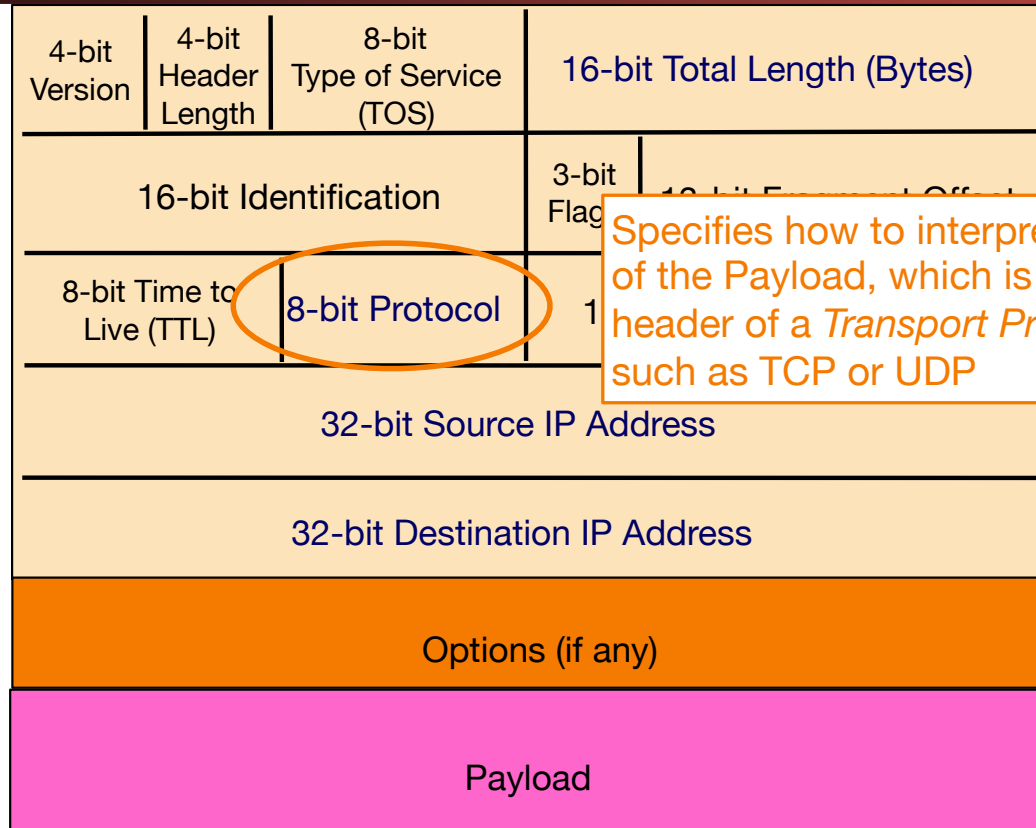 4-bit
Version
4-bit
Header
Length
8-bit
Type of Service
(TOS)
16-bit Total Length (Bytes)
16-bit Identification
3-bit
Flag
Specifies how to interpre
of the Payload, which is
header of a Transport Pr
such as TCP or UDP
8-bit Time to
Live (TTL)
8-bit Protocol
1
32-bit Source IP Address
32-bit Destination IP Address
Options (if any)
Payload